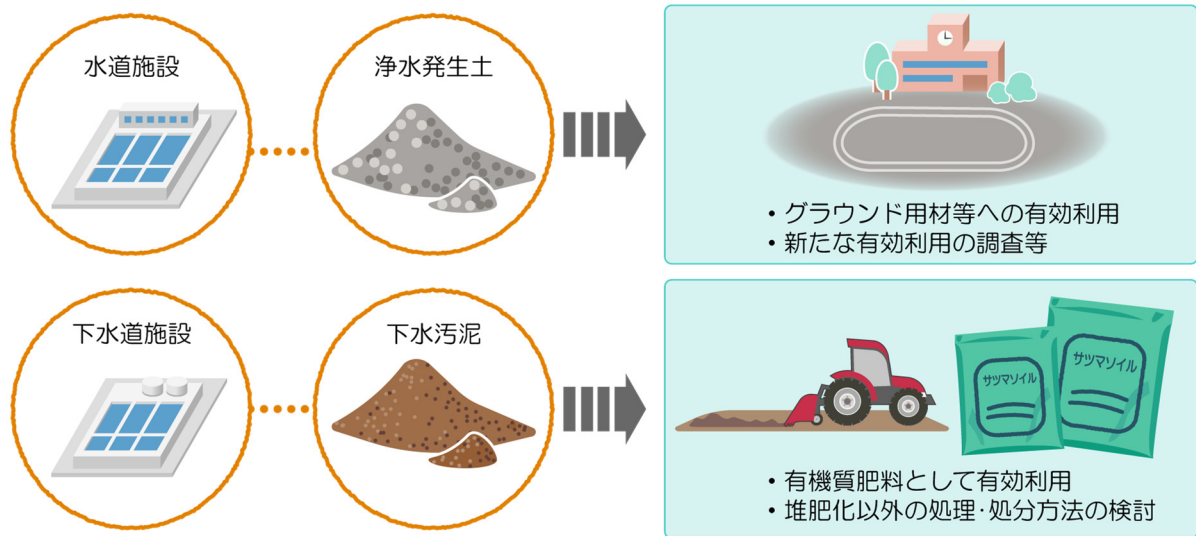 水道施設
浄水発生土
・グラウンド用材等への有効利用
・新たな有効利用の調査等
下水道施設
下水汚泥
サツマソイル
サツマソイル
・有機質肥料として有効利用
・堆肥化以外の処理・処分方法の検討